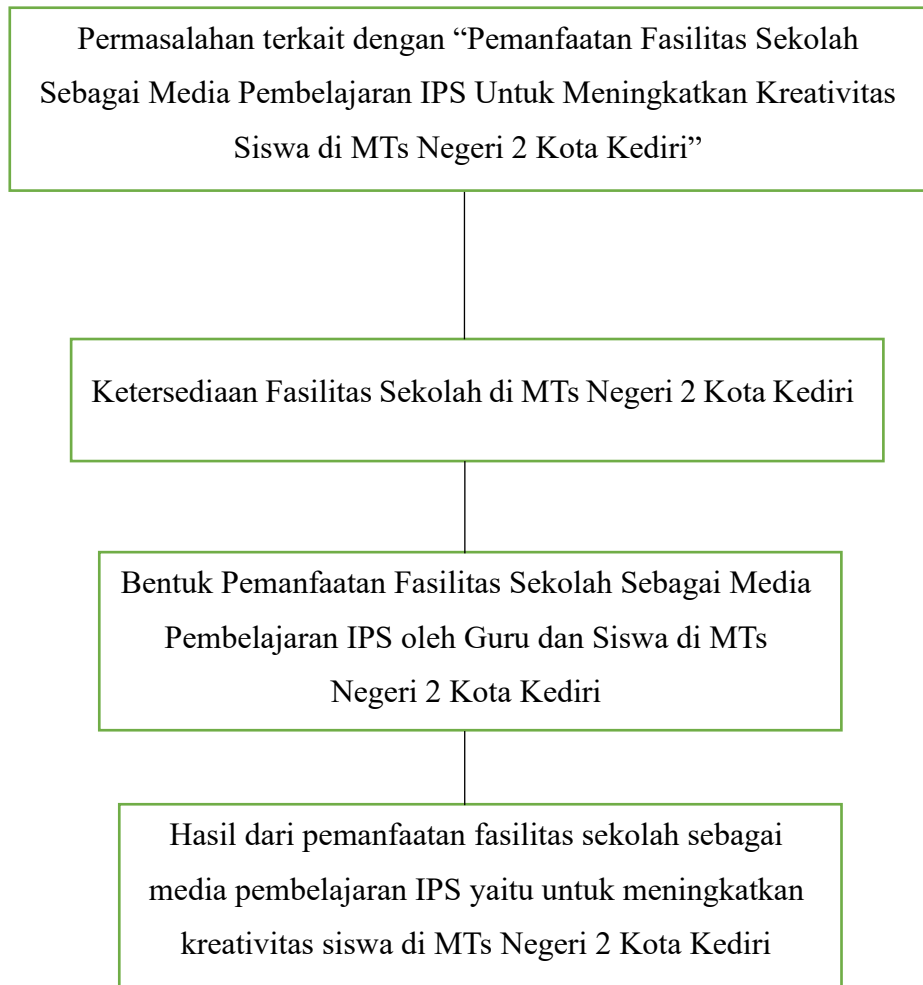 Permasalahan terkait dengan “Pemanfaatan Fasilitas Sekolah
Sebagai Media Pembelajaran IPS Untuk Meningkatkan Kreativitas
Siswa di MTs Negeri 2 Kota Kediri”
Ketersediaan Fasilitas Sekolah di MTs Negeri 2 Kota Kediri
Bentuk Pemanfaatan Fasilitas Sekolah Sebagai Media
Pembelajaran IPS oleh Guru dan Siswa di MTs
Negeri 2 Kota Kediri
Hasil dari pemanfaatan fasilitas sekolah sebagai
media pembelajaran IPS yaitu untuk meningkatkan
kreativitas siswa di MTs Negeri 2 Kota Kediri